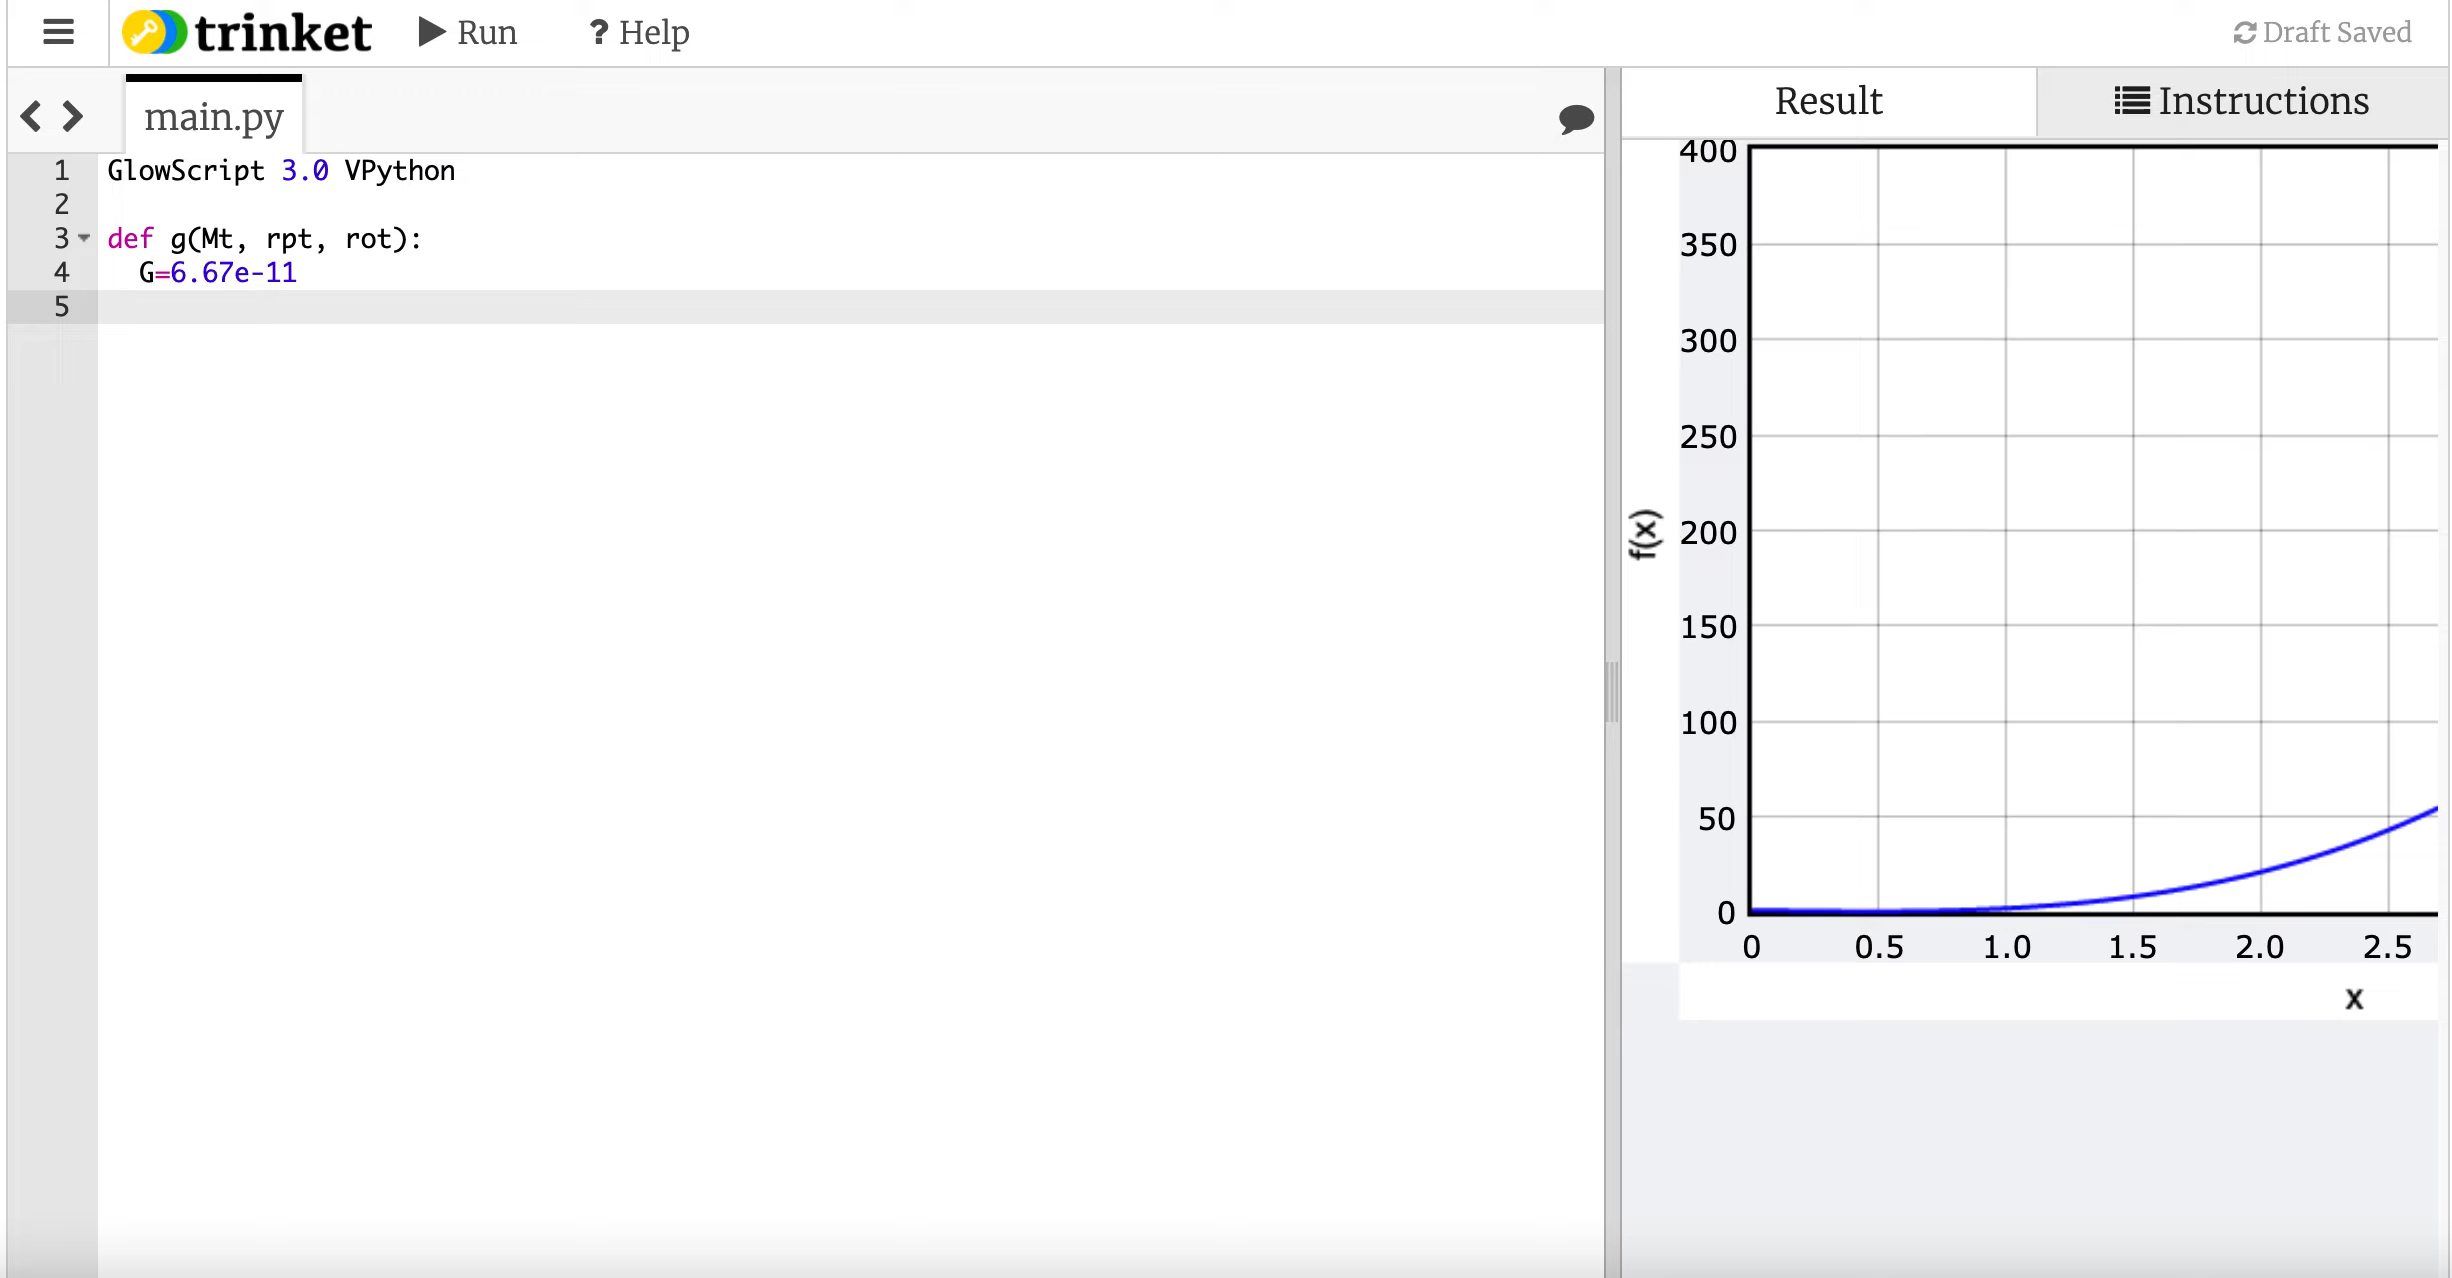 trinket Run ? Help Draft Saved
main.py
Result Instructions
1 GlowScript 3.0 VPython
2
3 def g(Mt, rpt, rot):
4 G=6.67e-11
5
400
350
300
250
200
150
100
50
0
f(x)
0 0.5 1.0 1.5 2.0 2.5
x